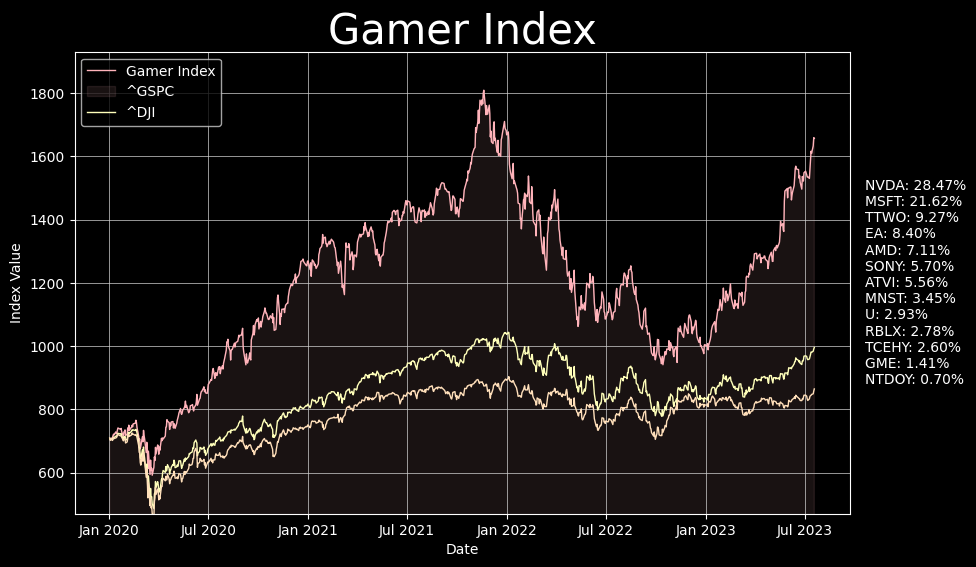 Gamer Index
Gamer Index
^GSPC
^DJI
1800
1600
1400
1200
1000
800
600
Index Value
Jan 2020
Jul 2020
Jan 2021
Jul 2021
Jan 2022
Jul 2022
Jan 2023
Jul 2023
Date
NVDA: 28.47%
MSFT: 21.62%
TTWO: 9.27%
EA: 8.40%
AMD: 7.11%
SONY: 5.70%
ATVI: 5.56%
MNST: 3.45%
U: 2.93%
RBLX: 2.78%
TCEHY: 2.60%
GME: 1.41%
NTDOY: 0.70%